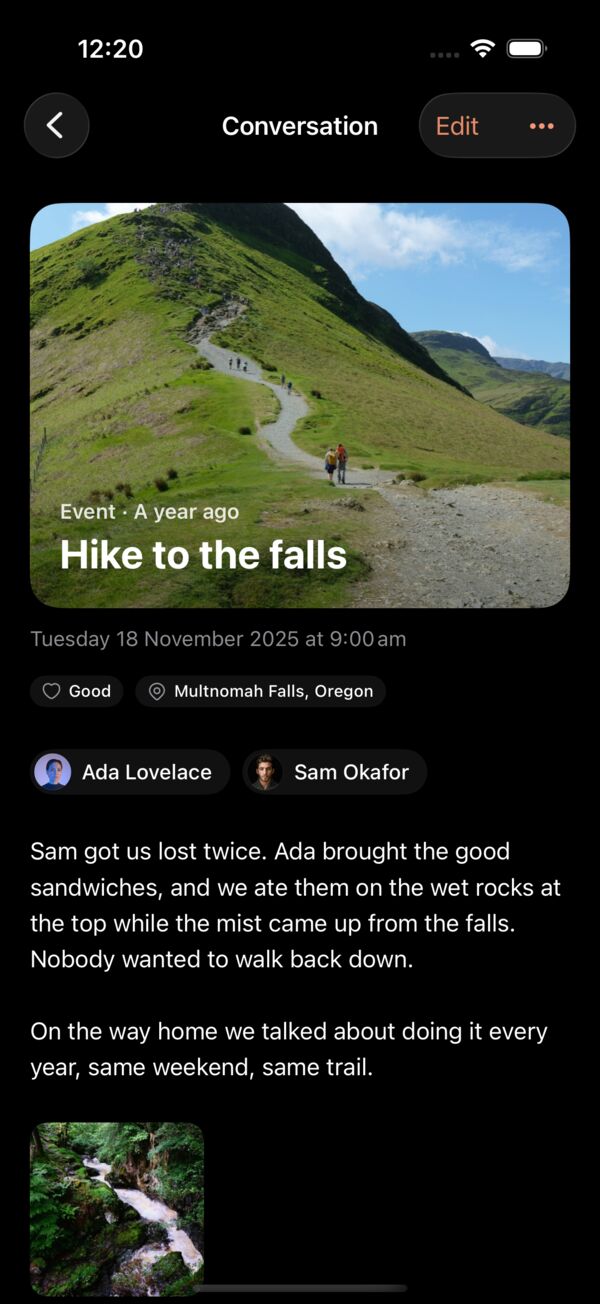 12:20
Conversation
Edit
Event · A year ago
Hike to the falls
Tuesday 18 November 2025 at 9:00 am
Good
Multnomah Falls, Oregon
Ada Lovelace
Sam Okafor
Sam got us lost twice. Ada brought the good
sandwiches, and we ate them on the wet rocks at
the top while the mist came up from the falls.
Nobody wanted to walk back down.
On the way home we talked about doing it every
year, same weekend, same trail.